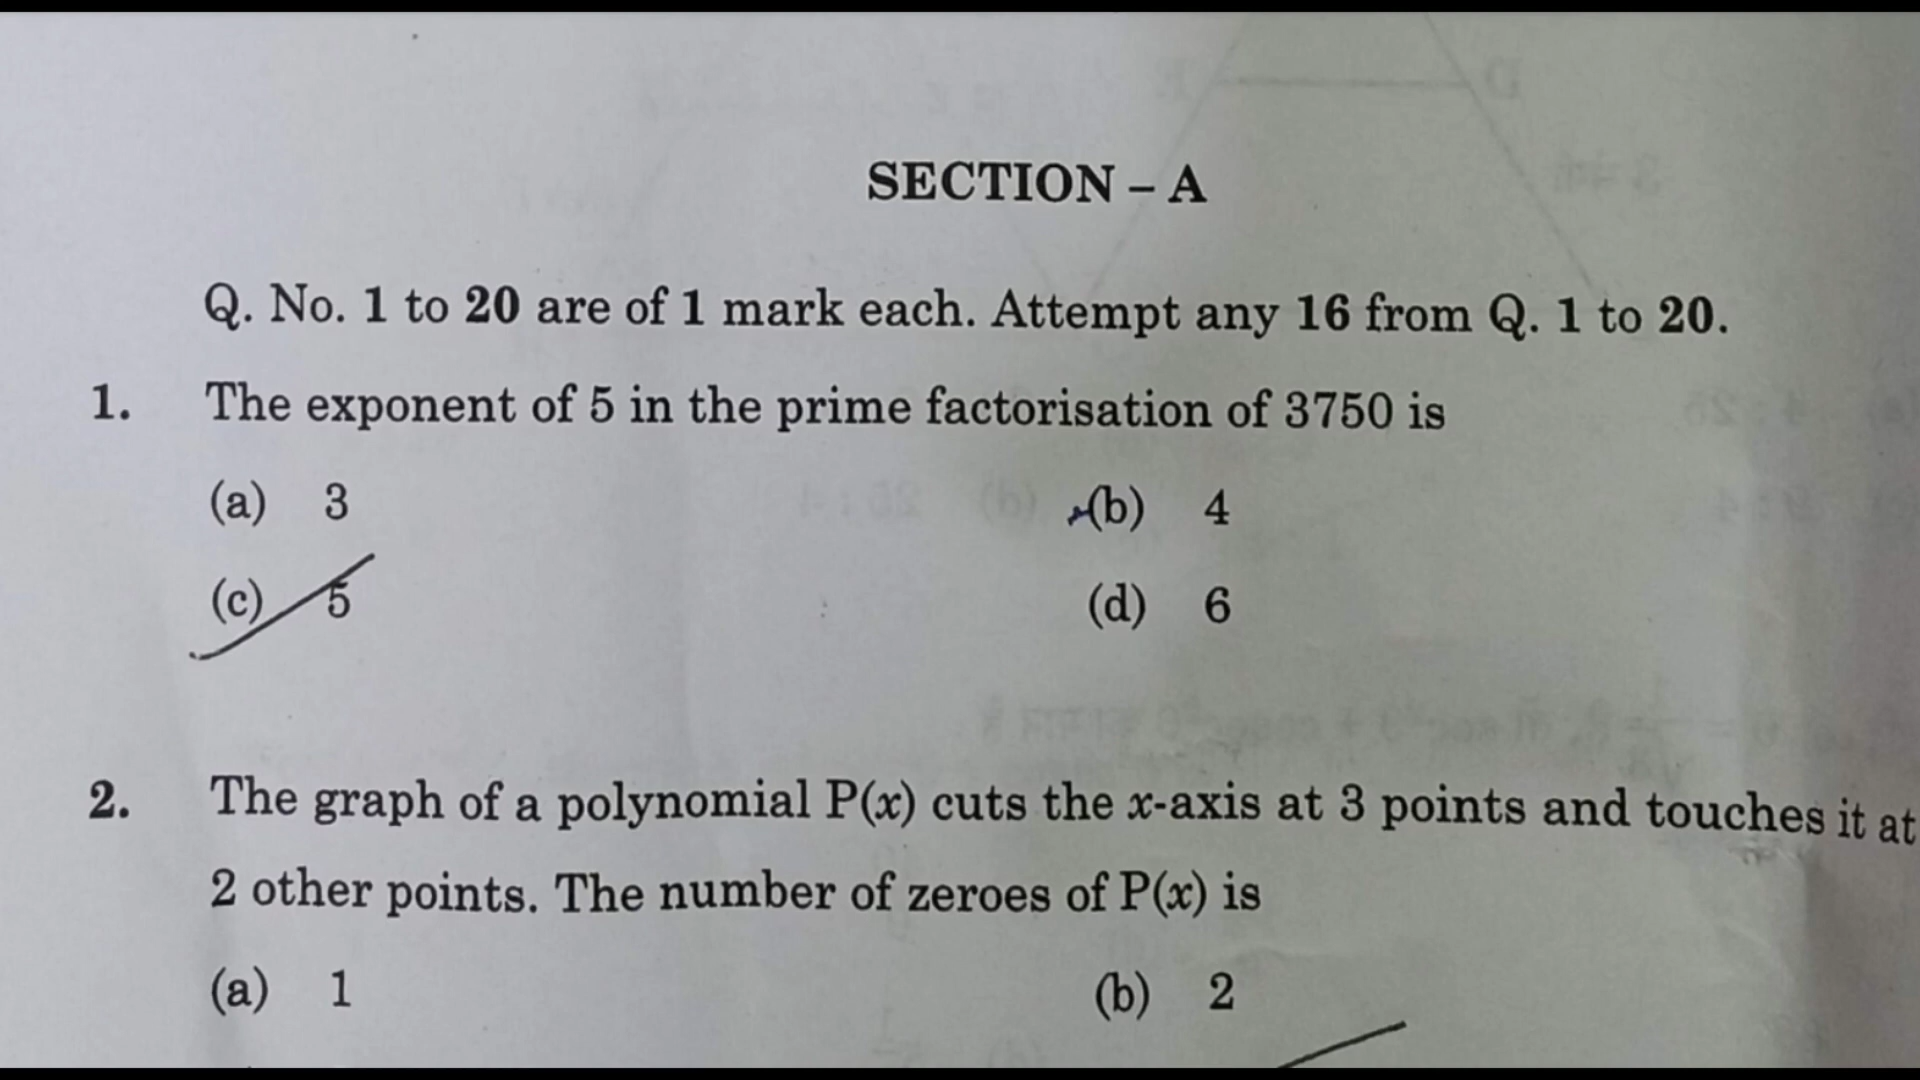 SECTION – A
Q. No. 1 to 20 are of 1 mark each. Attempt any 16 from Q. 1 to 20.
1. The exponent of 5 in the prime factorisation of 3750 is
(a) 3 (b) 4
(c) 5 (d) 6
2. The graph of a polynomial P(x) cuts the x-axis at 3 points and touches it at
2 other points. The number of zeroes of P(x) is
(a) 1 (b) 2